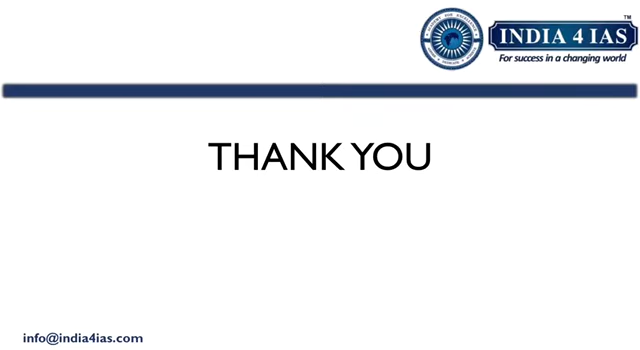 INDIA 4 IAS
TM
For success in a changing world
THANK YOU
info@india4ias.com